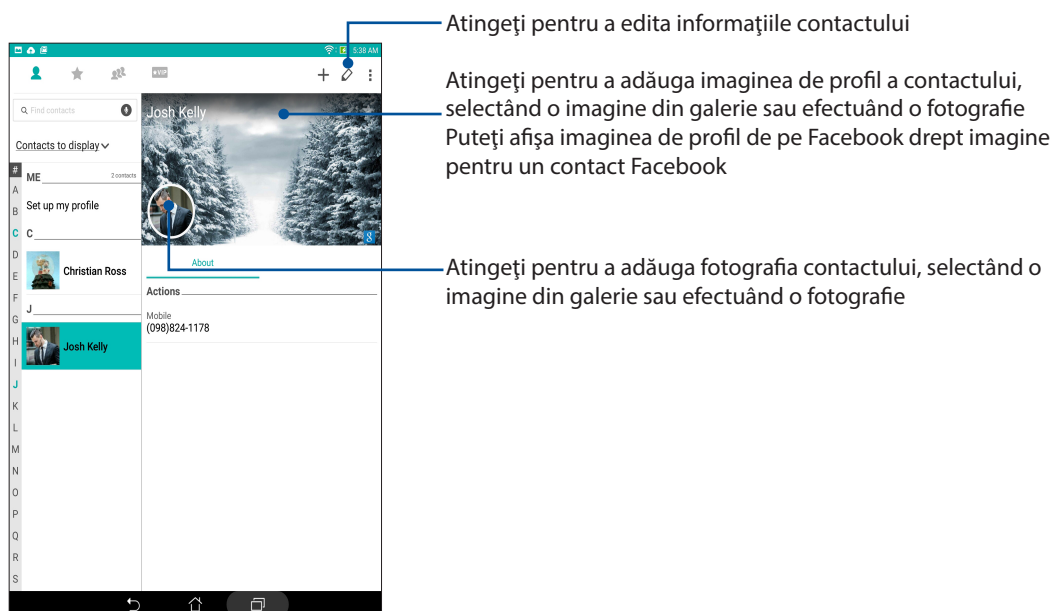 Atingeţi pentru a edita informaţiile contactului
5:38 AM
VIP
Find contacts
Josh Kelly
Atingeţi pentru a adăuga imaginea de profil a contactului,
selectând o imagine din galerie sau efectuând o fotografie
Puteţi afişa imaginea de profil de pe Facebook drept imagine
pentru un contact Facebook
Contacts to display
#
A
B
C
D
E
F
G
H
I
J
K
L
M
N
O
P
Q
R
S
ME
2 contacts
Set up my profile
C
Christian Ross
J
Josh Kelly
8
About
Actions
Mobile
(098)824-1178
Atingeţi pentru a adăuga fotografia contactului, selectând o
imagine din galerie sau efectuând o fotografie